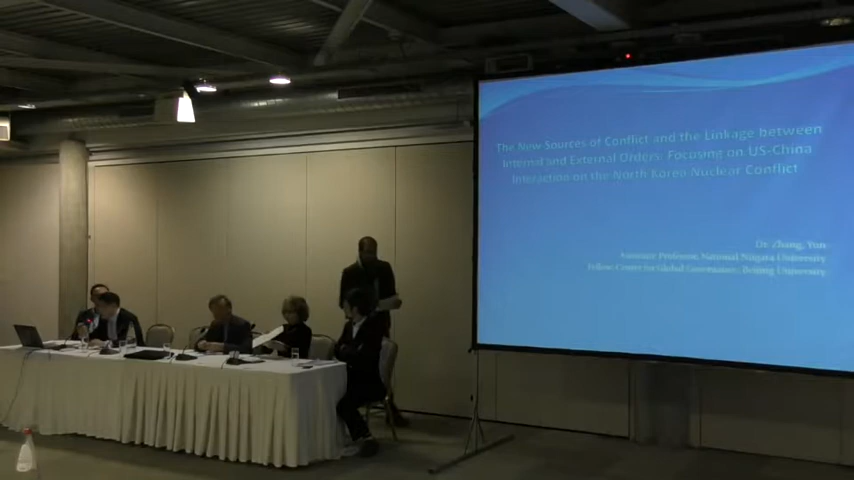 The New Sources of Conflict and the Linkage between
Internal and External Orders: Focusing on US-China
Interaction on the North Korea Nuclear Conflict
Dr. Zhang, Yun
Associate Professor, National Niigata University
Fellow Center for Global Governance, Beijing University